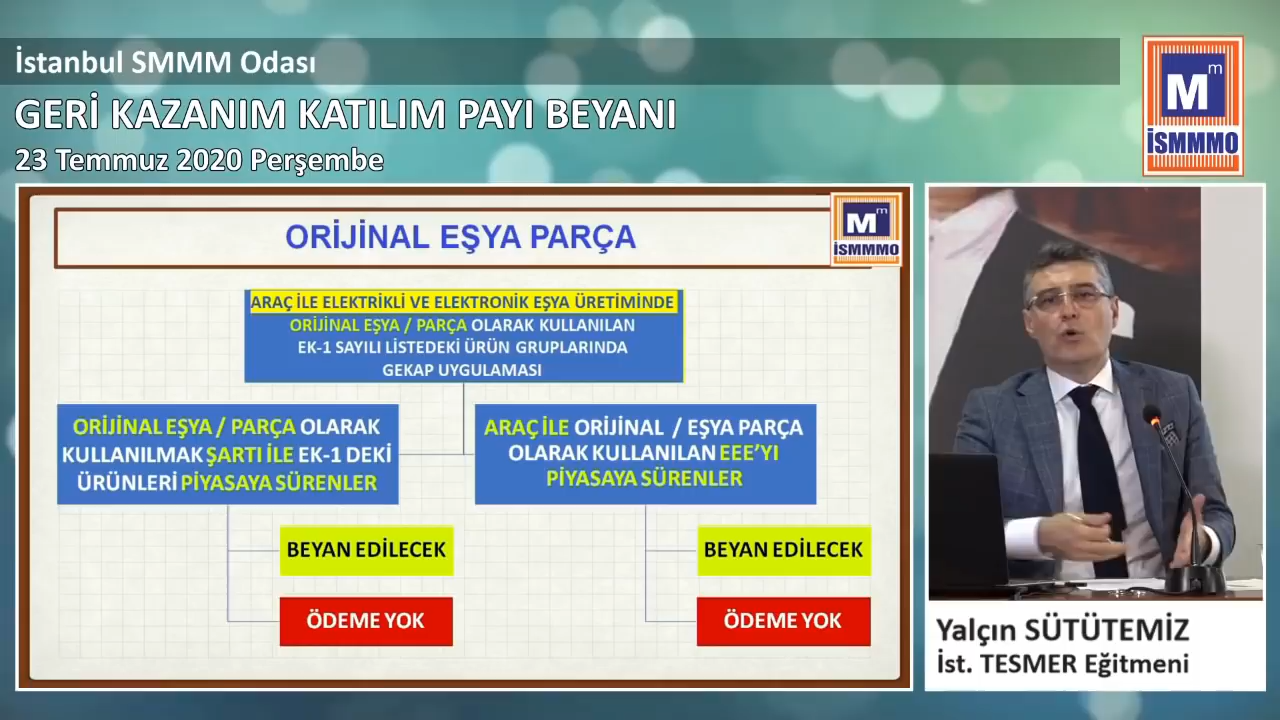 İstanbul SMMM Odası
GERİ KAZANIM KATILIM PAYI BEYANI
23 Temmuz 2020 Perşembe
M m
İSMMMO
ORİJİNAL EŞYA PARÇA
M m
İSMMMO
ARAÇ İLE ELEKTRİKLİ VE ELEKTRONİK EŞYA ÜRETİMİNDE
ORİJİNAL EŞYA / PARÇA OLARAK KULLANILAN
EK-1 SAYILI LİSTEDEKİ ÜRÜN GRUPLARINDA
GEKAP UYGULAMASI
ORİJİNAL EŞYA / PARÇA OLARAK
KULLANILMAK ŞARTI İLE EK-1 DEKİ
ÜRÜNLERİ PİYASAYA SÜRENLER
BEYAN EDİLECEK
ÖDEME YOK
ARAÇ İLE ORİJİNAL / EŞYA PARÇA
OLARAK KULLANILAN EEE’YI
PİYASAYA SÜRENLER
BEYAN EDİLECEK
ÖDEME YOK
Yalçın SÜTÜTEMİZ
İst. TESMER Eğitmeni